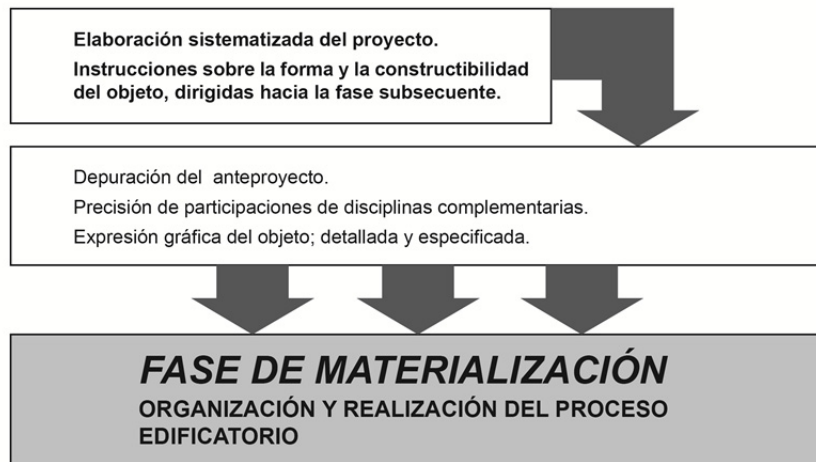 Elaboración sistematizada del proyecto.
Instrucciones sobre la forma y la constructibilidad
del objeto, dirigidas hacia la fase subsecuente.
Depuración del anteproyecto.
Precisión de participaciones de disciplinas complementarias.
Expresión gráfica del objeto; detallada y especificada.
FASE DE MATERIALIZACIÓN
ORGANIZACIÓN Y REALIZACIÓN DEL PROCESO
EDIFICATORIO